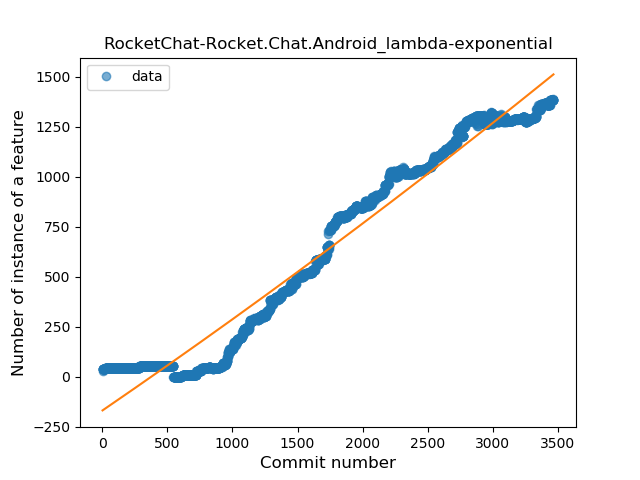 RocketChat-Rocket.Chat.Android_lambda-exponential
data
Number of instance of a feature
1500
1250
1000
750
500
250
0
−250
0 500 1000 1500 2000 2500 3000 3500
Commit number